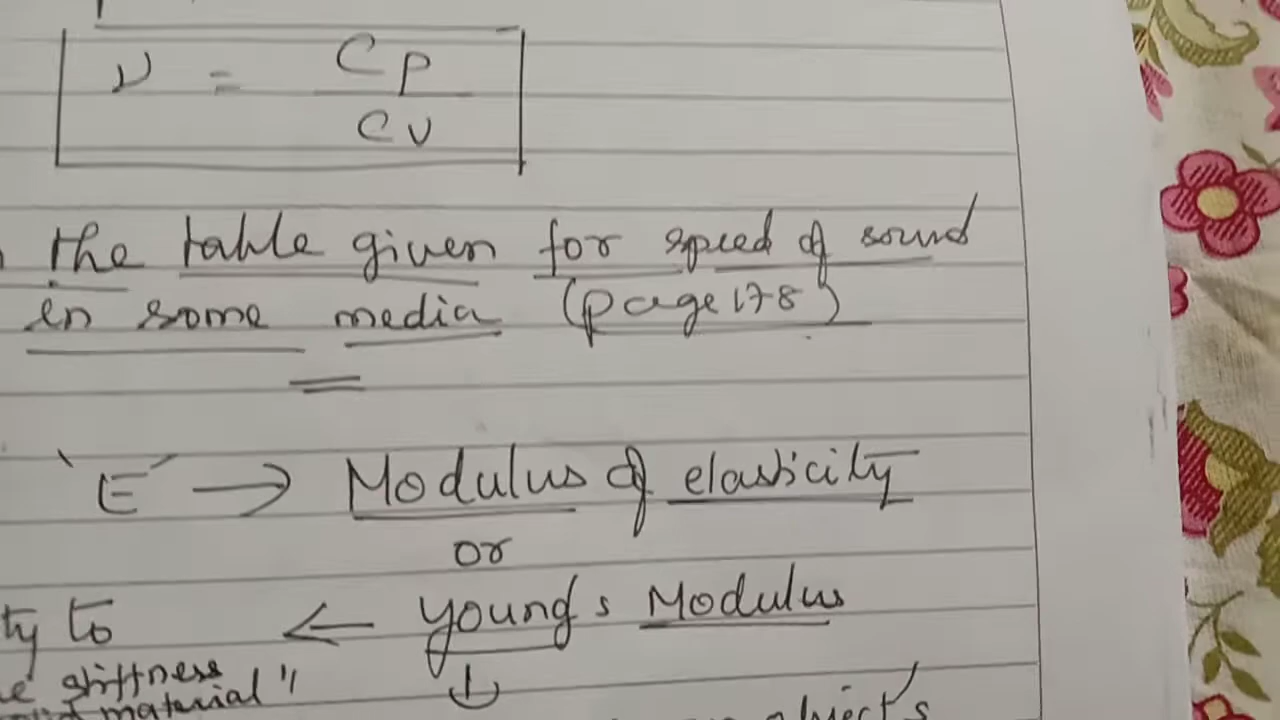 ν = Cp
Cv
the table given for speed of sound
in some media (page 178)
'E' → Modulus of elasticity
or
ty to ← young's Modulus
stiffness
material"
object's